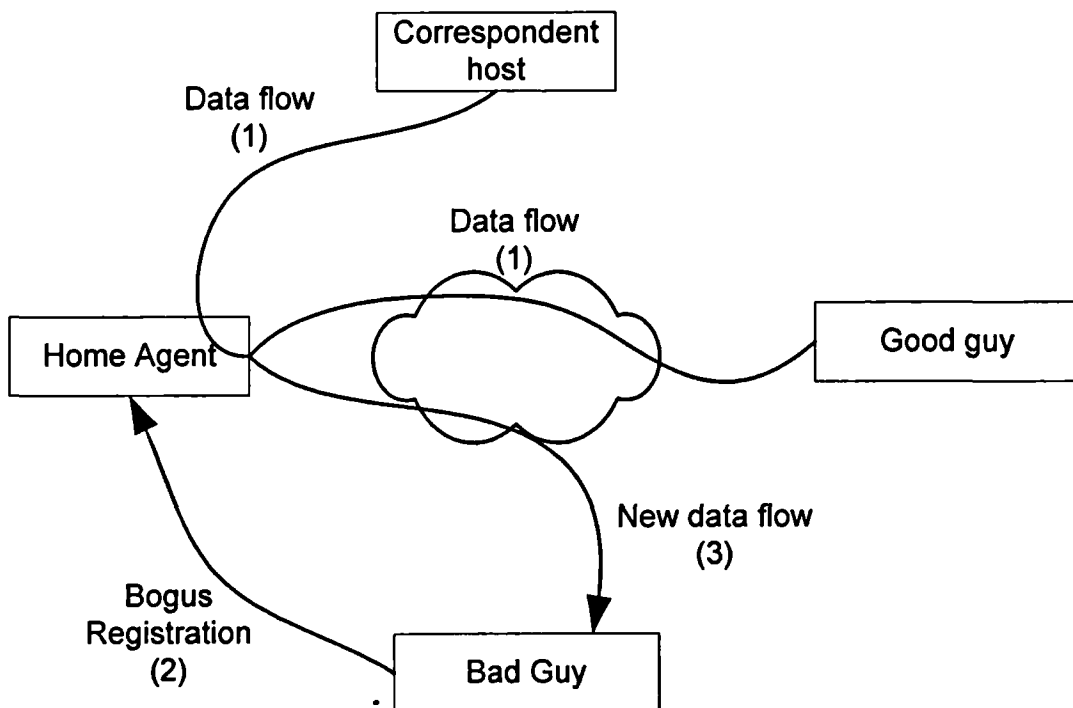 Correspondent
host
Data flow
(1)
Data flow
(1)
Home Agent
Good guy
New data flow
(3)
Bogus
Registration
(2)
Bad Guy